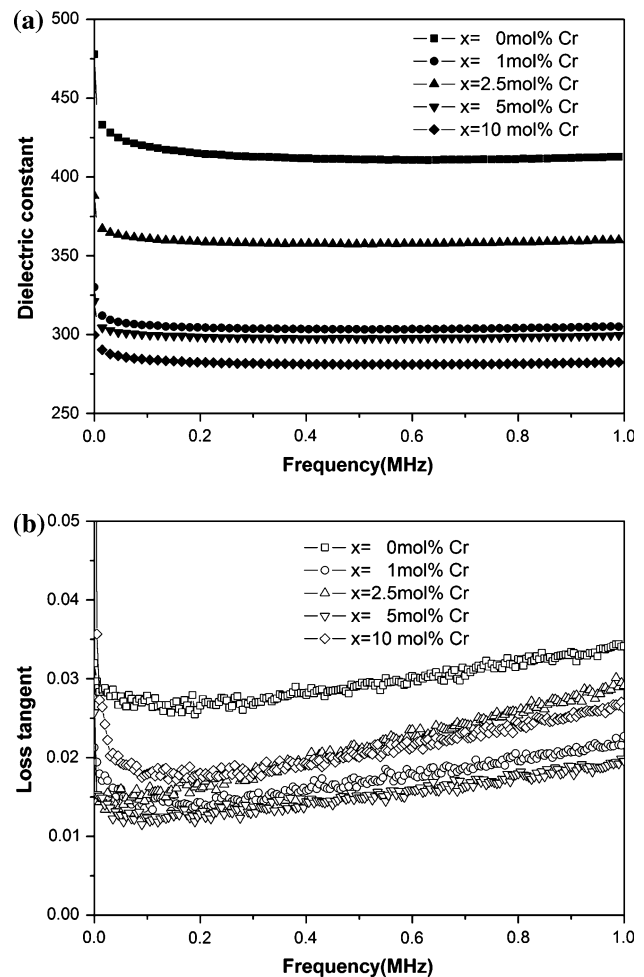 (a)
500
450
400
350
300
250
Dielectric constant
x= 0mol% Cr
x= 1mol% Cr
x=2.5mol% Cr
x= 5mol% Cr
x=10 mol% Cr
0.0 0.2 0.4 0.6 0.8 1.0
Frequency(MHz)
(b)
0.05
0.04
0.03
0.02
0.01
0.00
Loss tangent
x= 0mol% Cr
x= 1mol% Cr
x=2.5mol% Cr
x= 5mol% Cr
x=10 mol% Cr
0.0 0.2 0.4 0.6 0.8 1.0
Frequency(MHz)